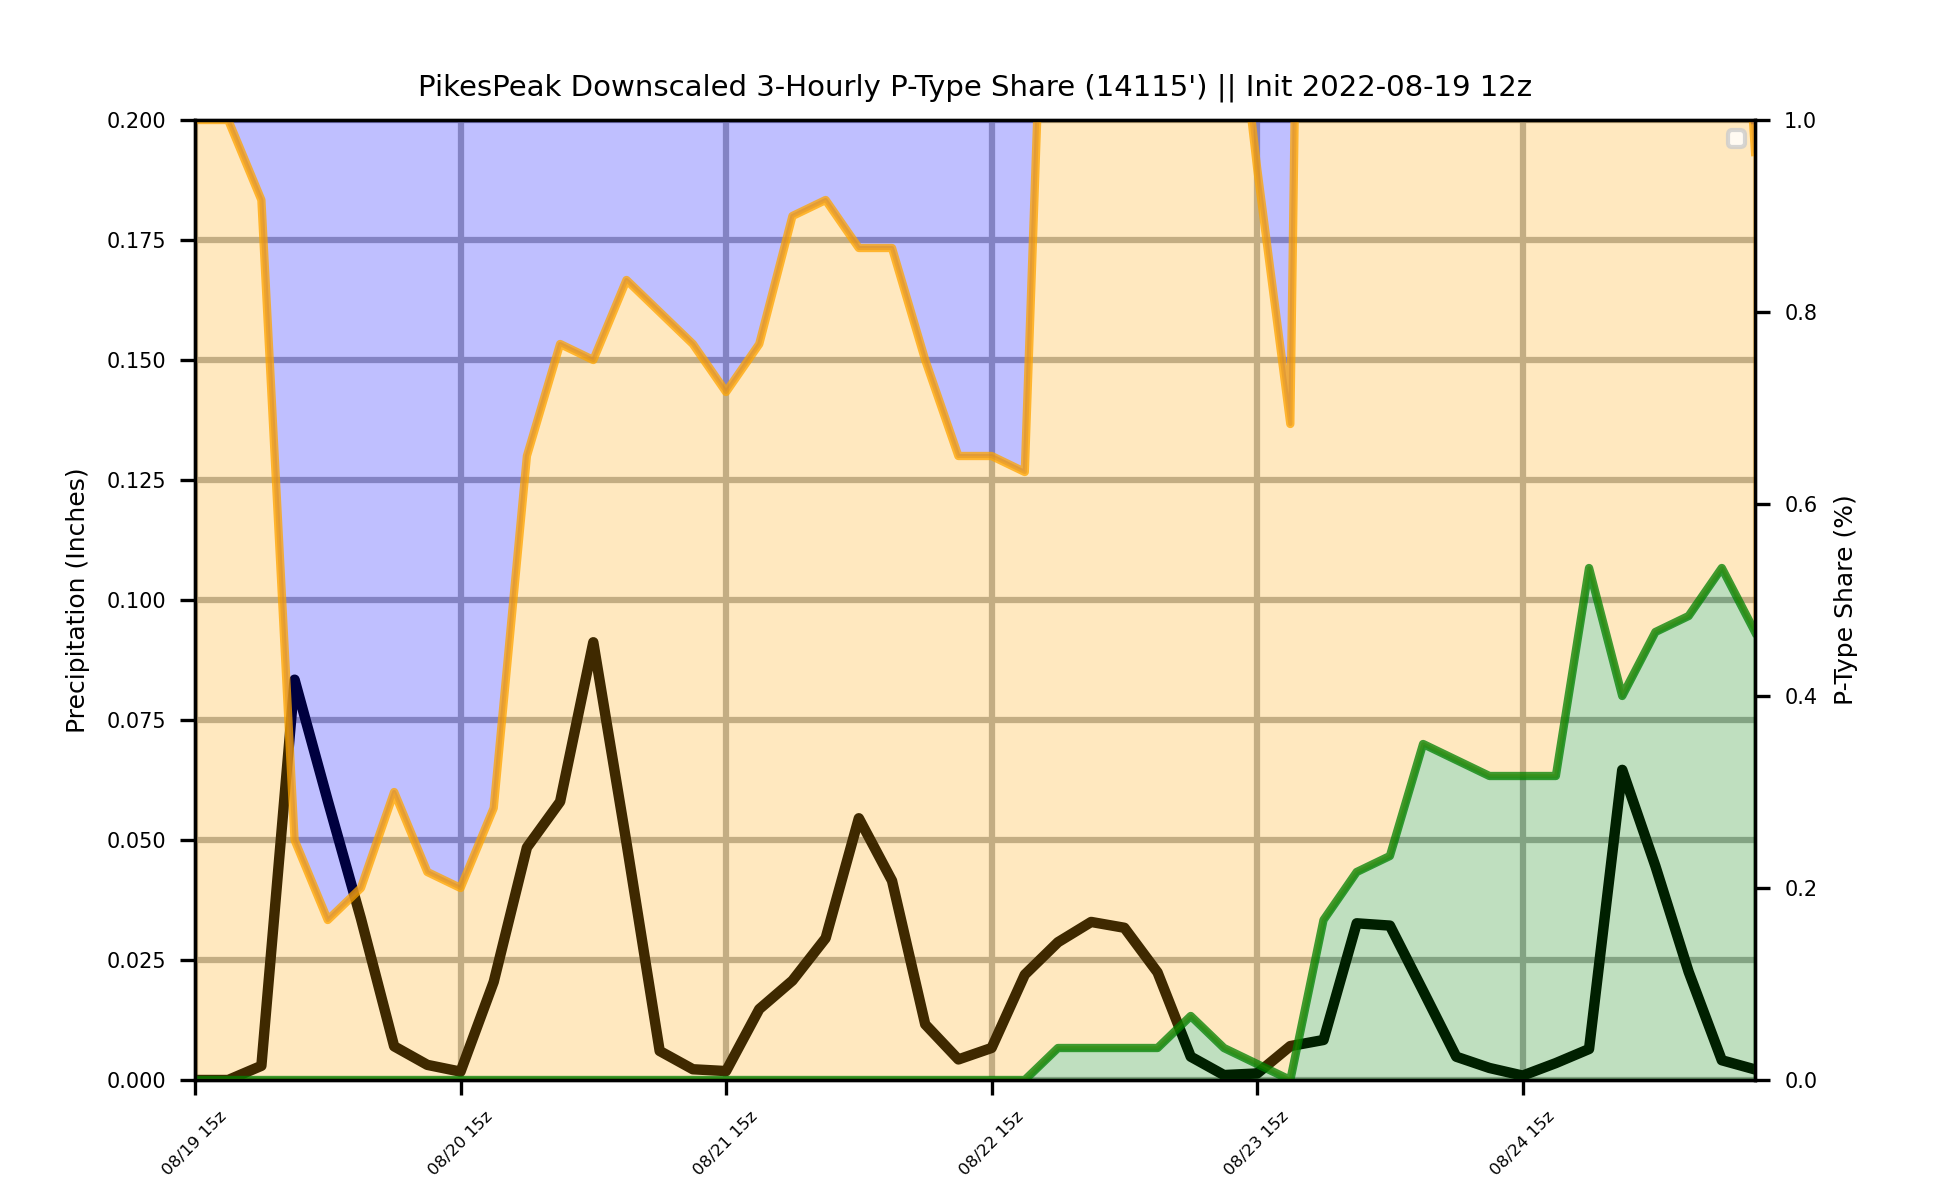 PikesPeak Downscaled 3-Hourly P-Type Share (14115') || Init 2022-08-19 12z
0.200
0.175
0.150
0.125
0.100
0.075
0.050
0.025
0.000
Precipitation (Inches)
1.0
0.8
0.6
0.4
0.2
0.0
P-Type Share (%)
08/19 15z
08/20 15z
08/21 15z
08/22 15z
08/23 15z
08/24 15z